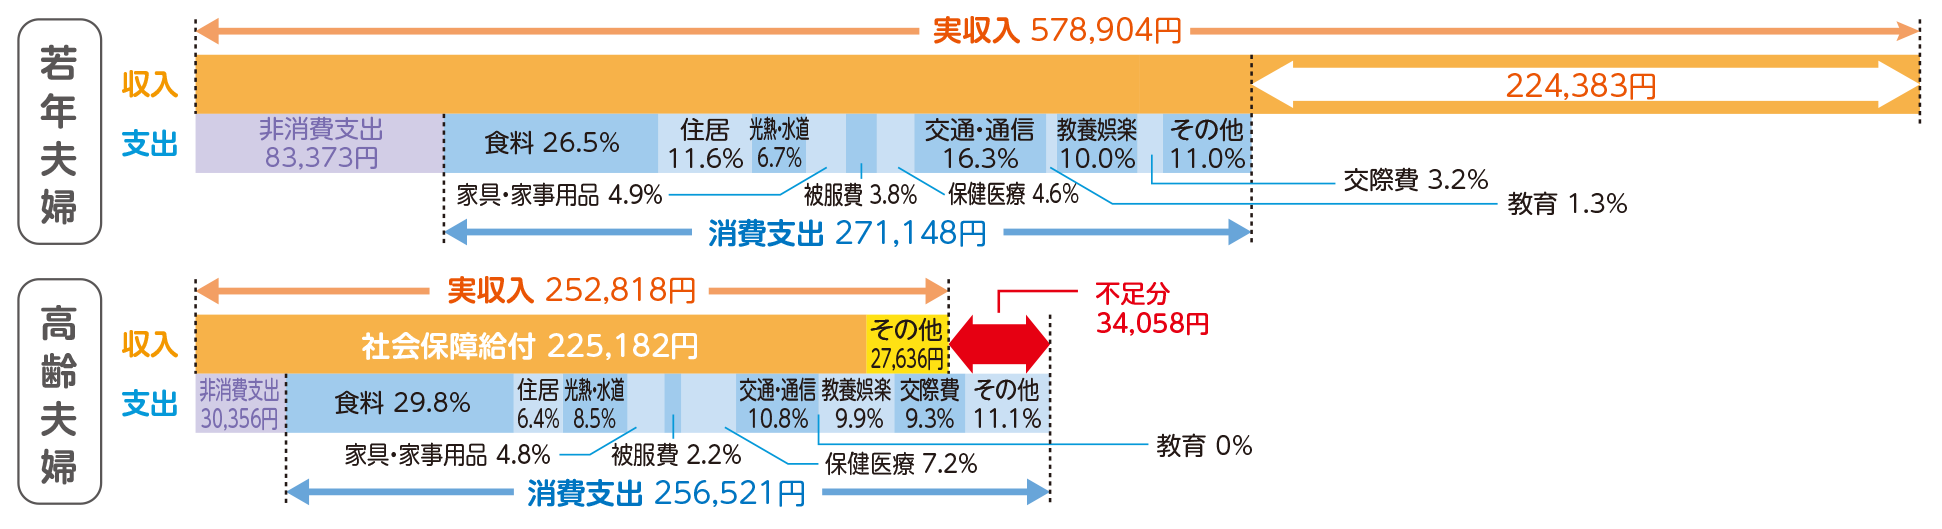 若年夫婦
実収入 578,904円
収入
224,383円
支出
非消費支出
83,373円
食料 26.5%
住居
11.6%
光熱・水道
6.7%
交通・通信
16.3%
教養娯楽
10.0%
その他
11.0%
家具・家事用品 4.9%
被服費 3.8%
保健医療 4.6%
交際費 3.2%
教育 1.3%
消費支出 271,148円
高齢夫婦
実収入 252,818円
不足分
34,058円
収入
社会保障給付 225,182円
その他
27,636円
支出
非消費支出
30,356円
食料 29.8%
住居
6.4%
光熱・水道
8.5%
交通・通信
10.8%
教養娯楽
9.9%
交際費
9.3%
その他
11.1%
家具・家事用品 4.8%
被服費 2.2%
保健医療 7.2%
教育 0%
消費支出 256,521円